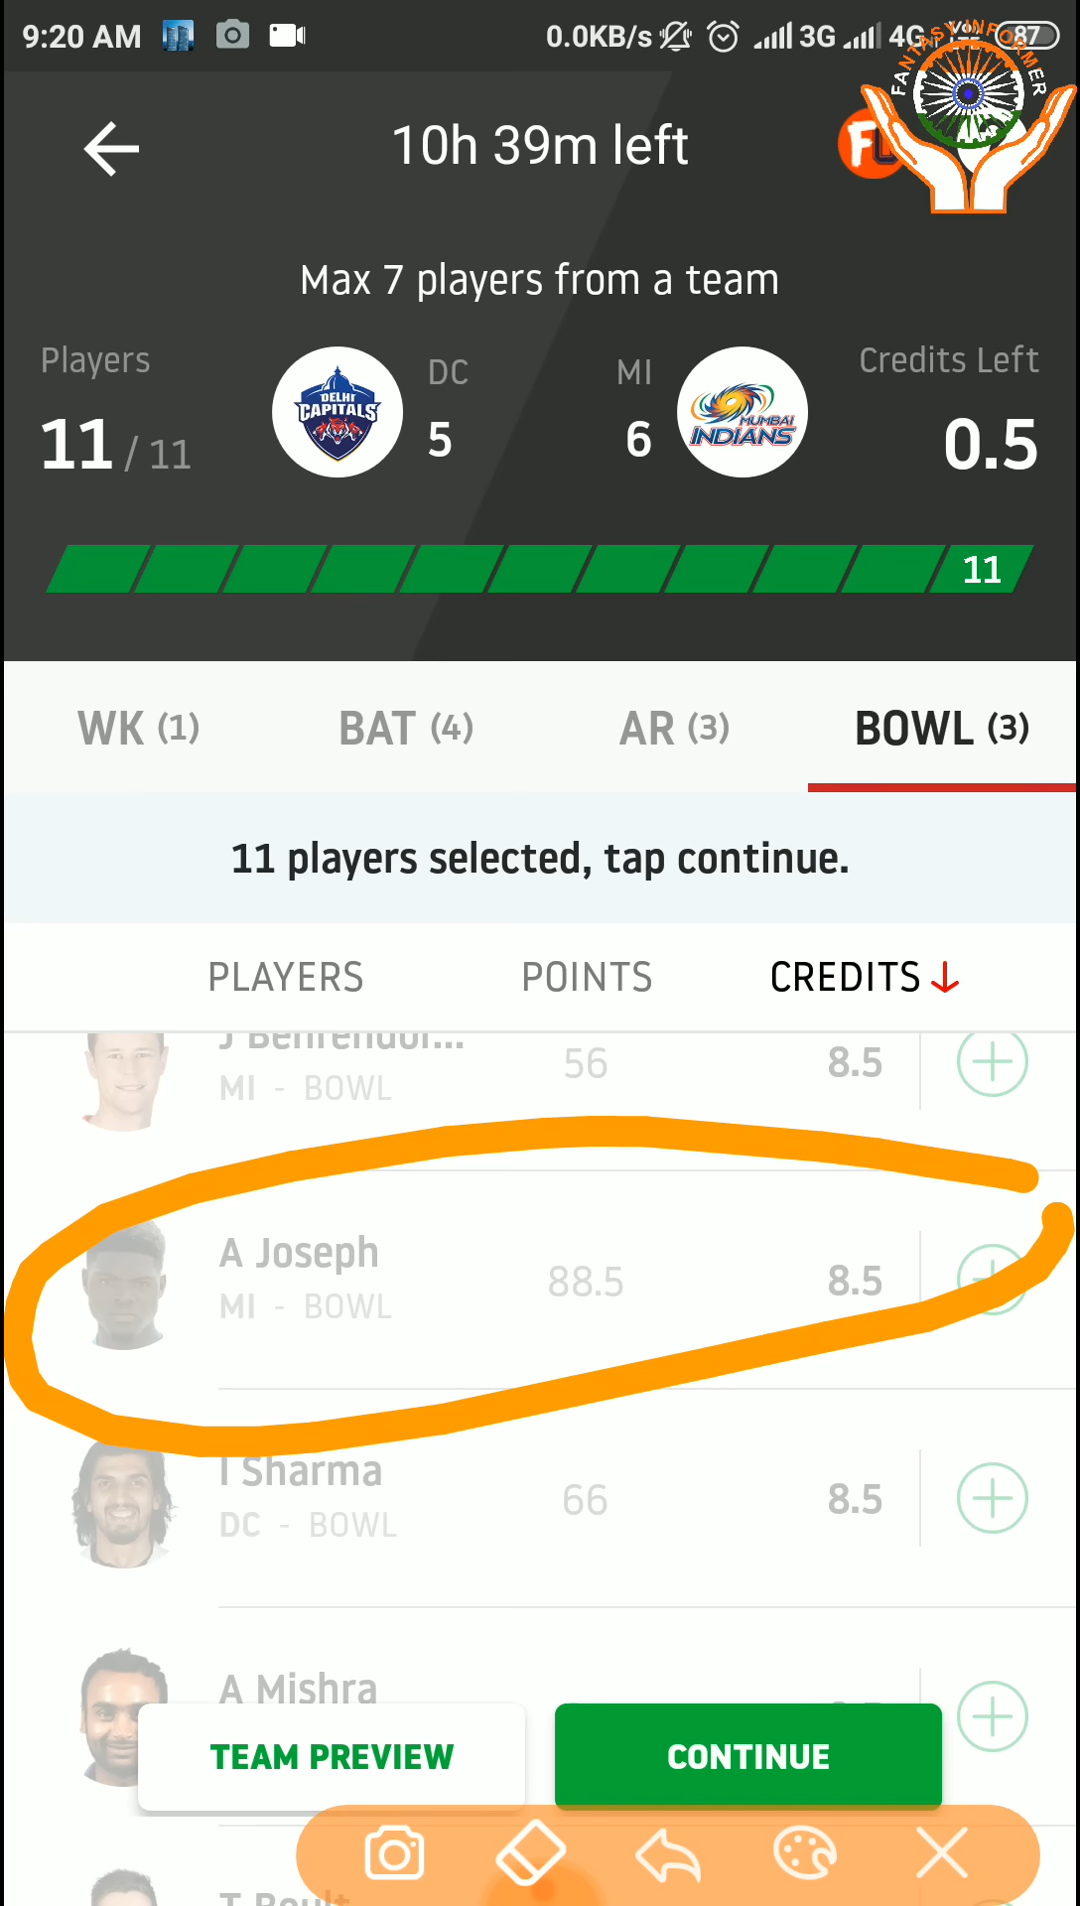 9:20 AM 0.0KB/s 3G 4G 87
FANTASY INFORMER
10h 39m left
Max 7 players from a team
Players DC MI Credits Left
DELHI CAPITALS
MUMBAI INDIANS
11 / 11 5 6 0.5
11
WK (1) BAT (4) AR (3) BOWL (3)
11 players selected, tap continue.
PLAYERS POINTS CREDITS
56 8.5
MI - BOWL
A Joseph
88.5 8.5
MI - BOWL
I Sharma
66 8.5
DC - BOWL
A Mishra
TEAM PREVIEW CONTINUE
T Boult